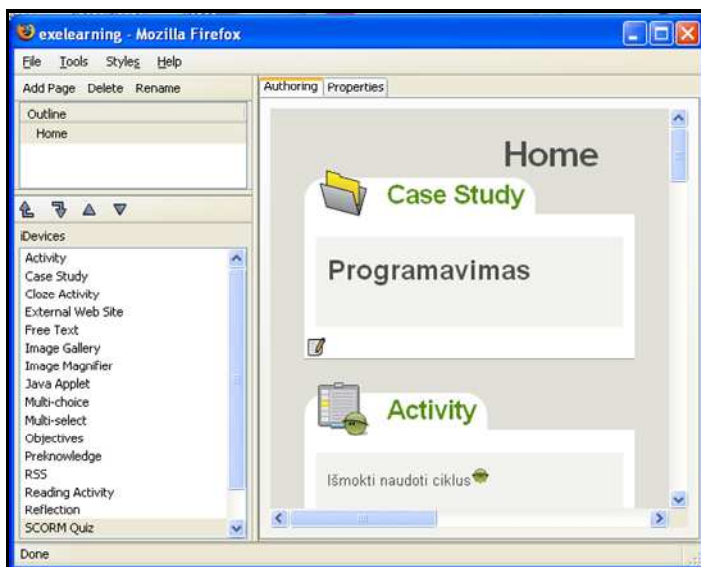 exelearning - Mozilla Firefox
File Tools Styles Help
Add Page Delete Rename
Outline
Home
iDevices
Activity
Case Study
Cloze Activity
External Web Site
Free Text
Image Gallery
Image Magnifier
Java Applet
Multi-choice
Multi-select
Objectives
Preknowledge
RSS
Reading Activity
Reflection
SCORM Quiz
Authoring Properties
Home
Case Study
Programavimas
Activity
Išmokti naudoti ciklus
Done